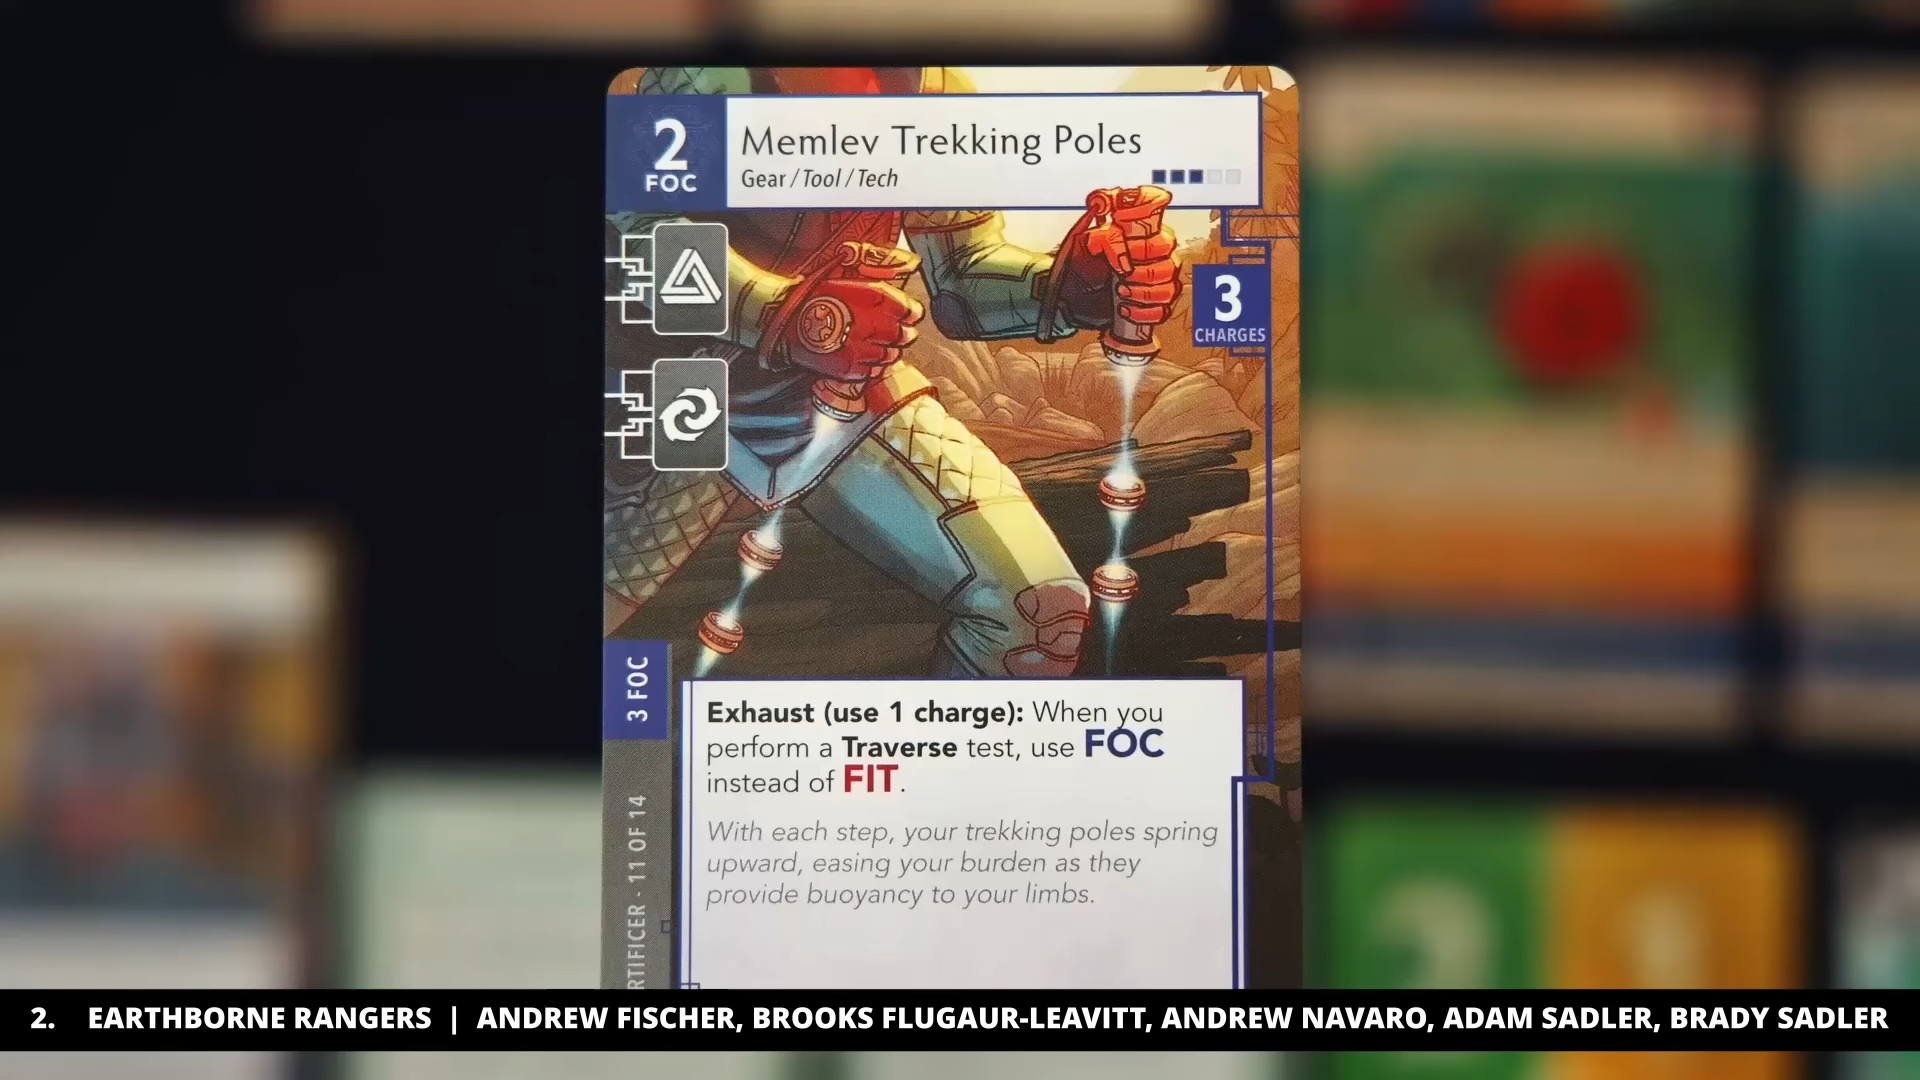 2
FOC
Memlev Trekking Poles
Gear / Tool / Tech
3
CHARGES
3 FOC
Exhaust (use 1 charge): When you
perform a Traverse test, use FOC
instead of FIT.
With each step, your trekking poles spring
upward, easing your burden as they
provide buoyancy to your limbs.
RTIFICER - 11 OF 14
2. EARTHBORNE RANGERS | ANDREW FISCHER, BROOKS FLUGAUR-LEAVITT, ANDREW NAVARO, ADAM SADLER, BRADY SADLER